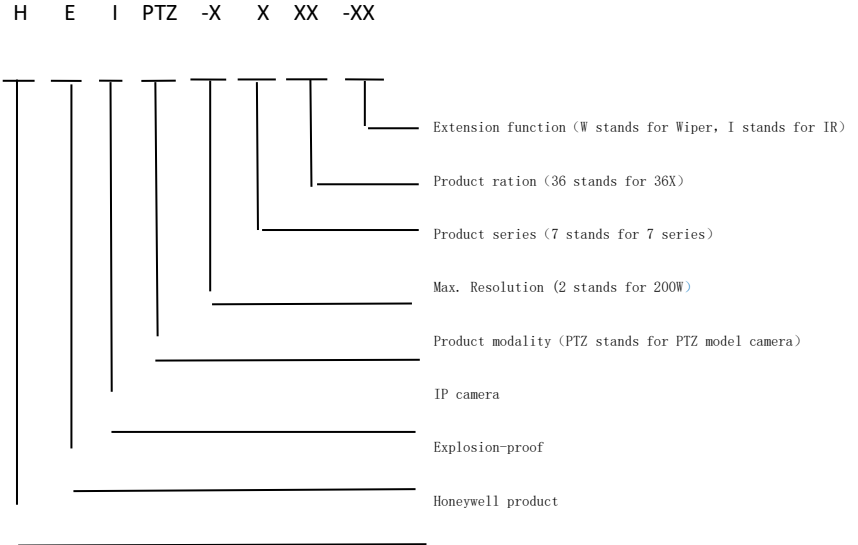 H E I PTZ -X X XX -XX
Extension function（W stands for Wiper, I stands for IR）
Product ration（36 stands for 36X）
Product series（7 stands for 7 series）
Max. Resolution (2 stands for 200W）
Product modality（PTZ stands for PTZ model camera）
IP camera
Explosion-proof
Honeywell product